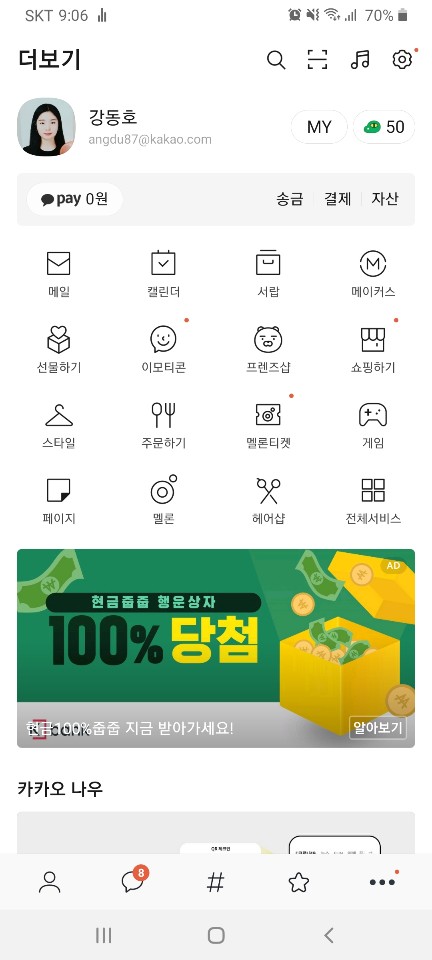 SKT 9:06
70%
더보기
강동호
angdu87@kakao.com
MY
50
pay 0원
송금
결제
자산
메일
캘린더
서랍
메이커스
선물하기
이모티콘
프렌즈샵
쇼핑하기
스타일
주문하기
멜론티켓
게임
페이지
멜론
헤어샵
전체서비스
AD
현금줍줍 행운상자
100% 당첨
현금100%줍줍 지금 받아가세요!
알아보기
카카오 나우
8